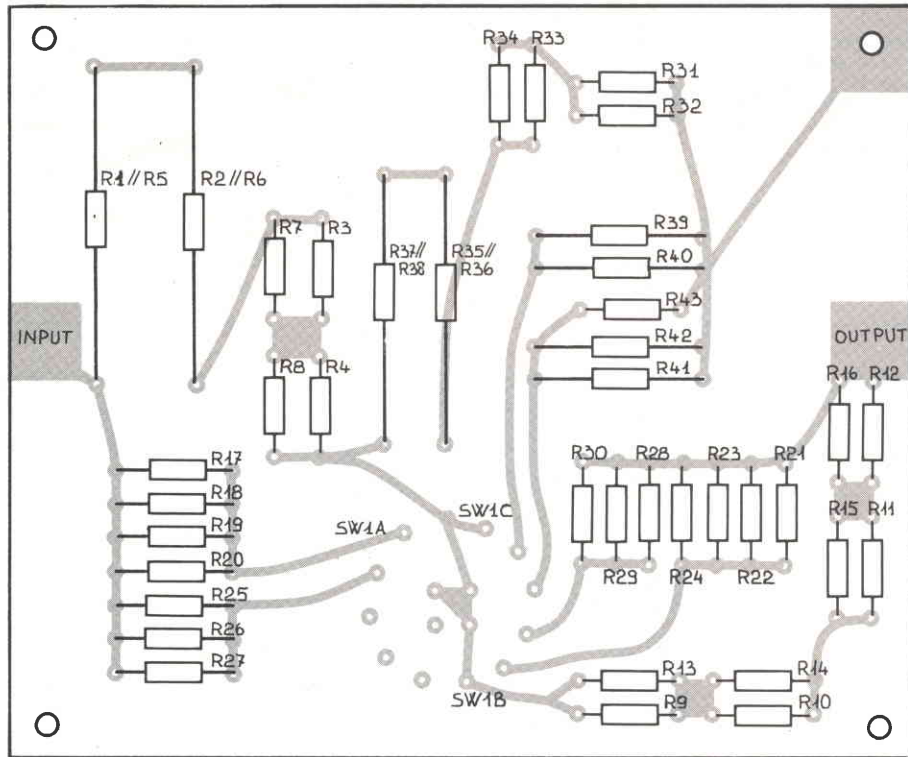 R34 R33
R31
R32
R1//R5
R2//R6
R7 R3
R37//
R38
R35//
R36
R39
R40
R43
R42
R41
INPUT
OUTPUT
R8 R4
R16 R12
R17
R18
R19
R20
R25
R26
R27
SW1A
SW1C
R30 R28 R23 R21
R29 R24 R22
R15 R11
SW1B
R13 R14
R9 R10